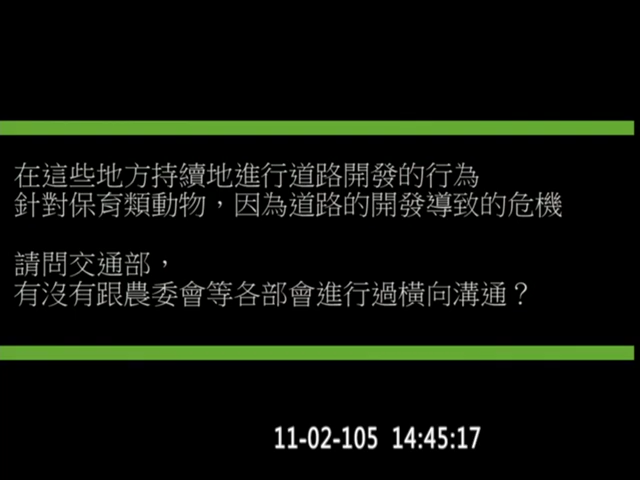 在這些地方持續地進行道路開發的行為
針對保育類動物，因為道路的開發導致的危機
請問交通部，
有沒有跟農委會等各部會進行過橫向溝通？
11-02-105 14:45:17